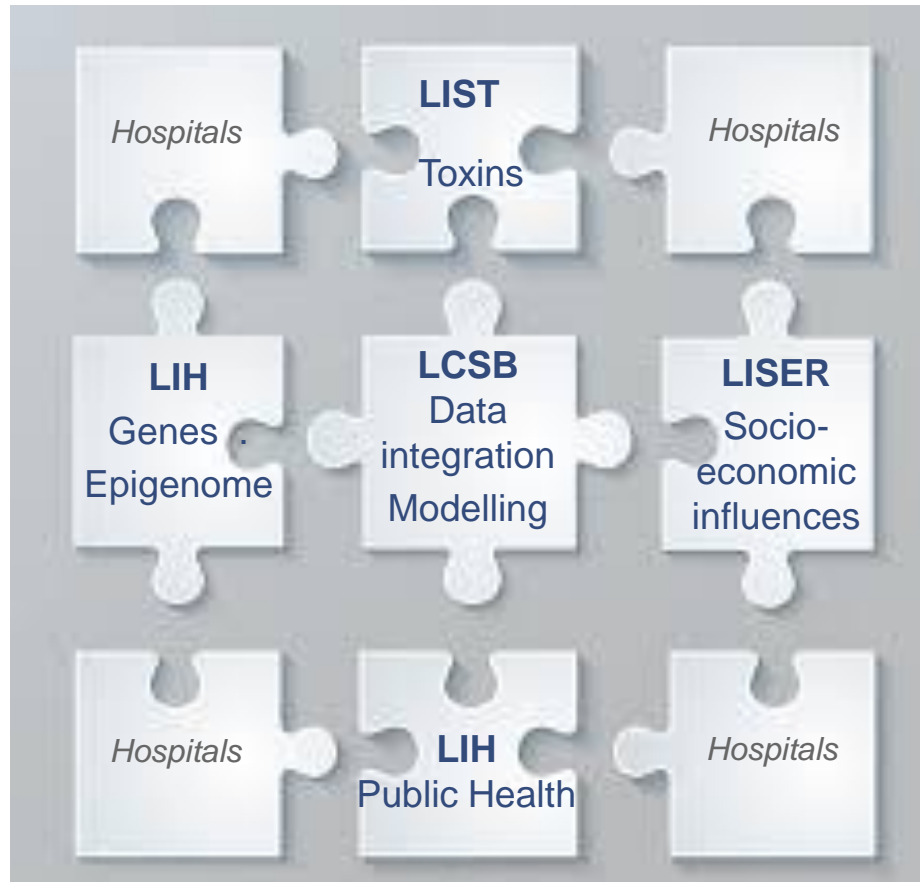 Hospitals
LIST
Toxins
Hospitals
LIH
Genes .
Epigenome
LCSB
Data
integration
Modelling
LISER
Socio-
economic
influences
Hospitals
LIH
Public Health
Hospitals